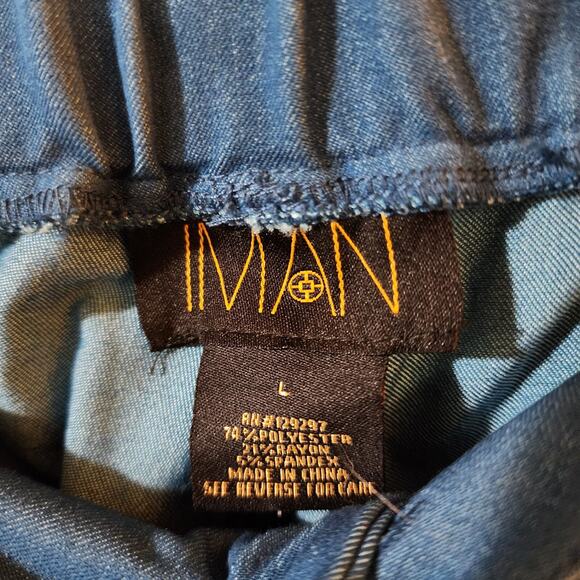 IMAN
L
RN#129297
74%POLYESTER
21%RAYON
5%SPANDEX
MADE IN CHINA
SEE REVERSE FOR CARE